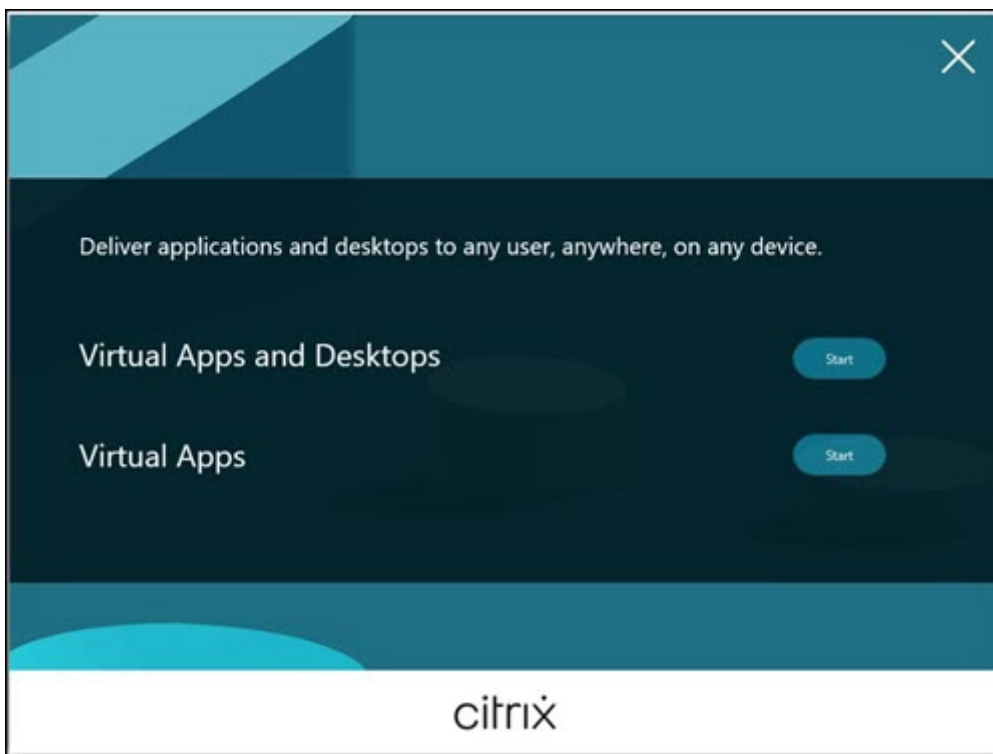 Deliver applications and desktops to any user, anywhere, on any device.
Virtual Apps and Desktops
Start
Virtual Apps
Start
citrix